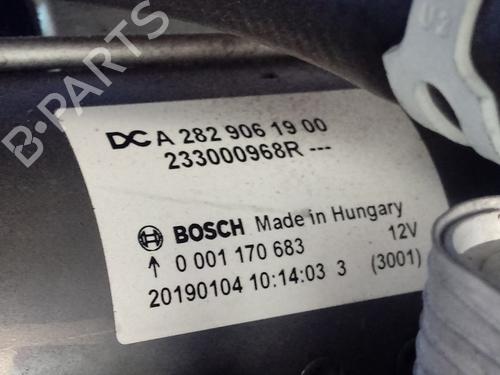 B-PARTS
02
DC A 282 906 19 00
233000968R ---
BOSCH Made in Hungary
↑ 0 001 170 683 12V
20190104 10:14:03 3 (3001)